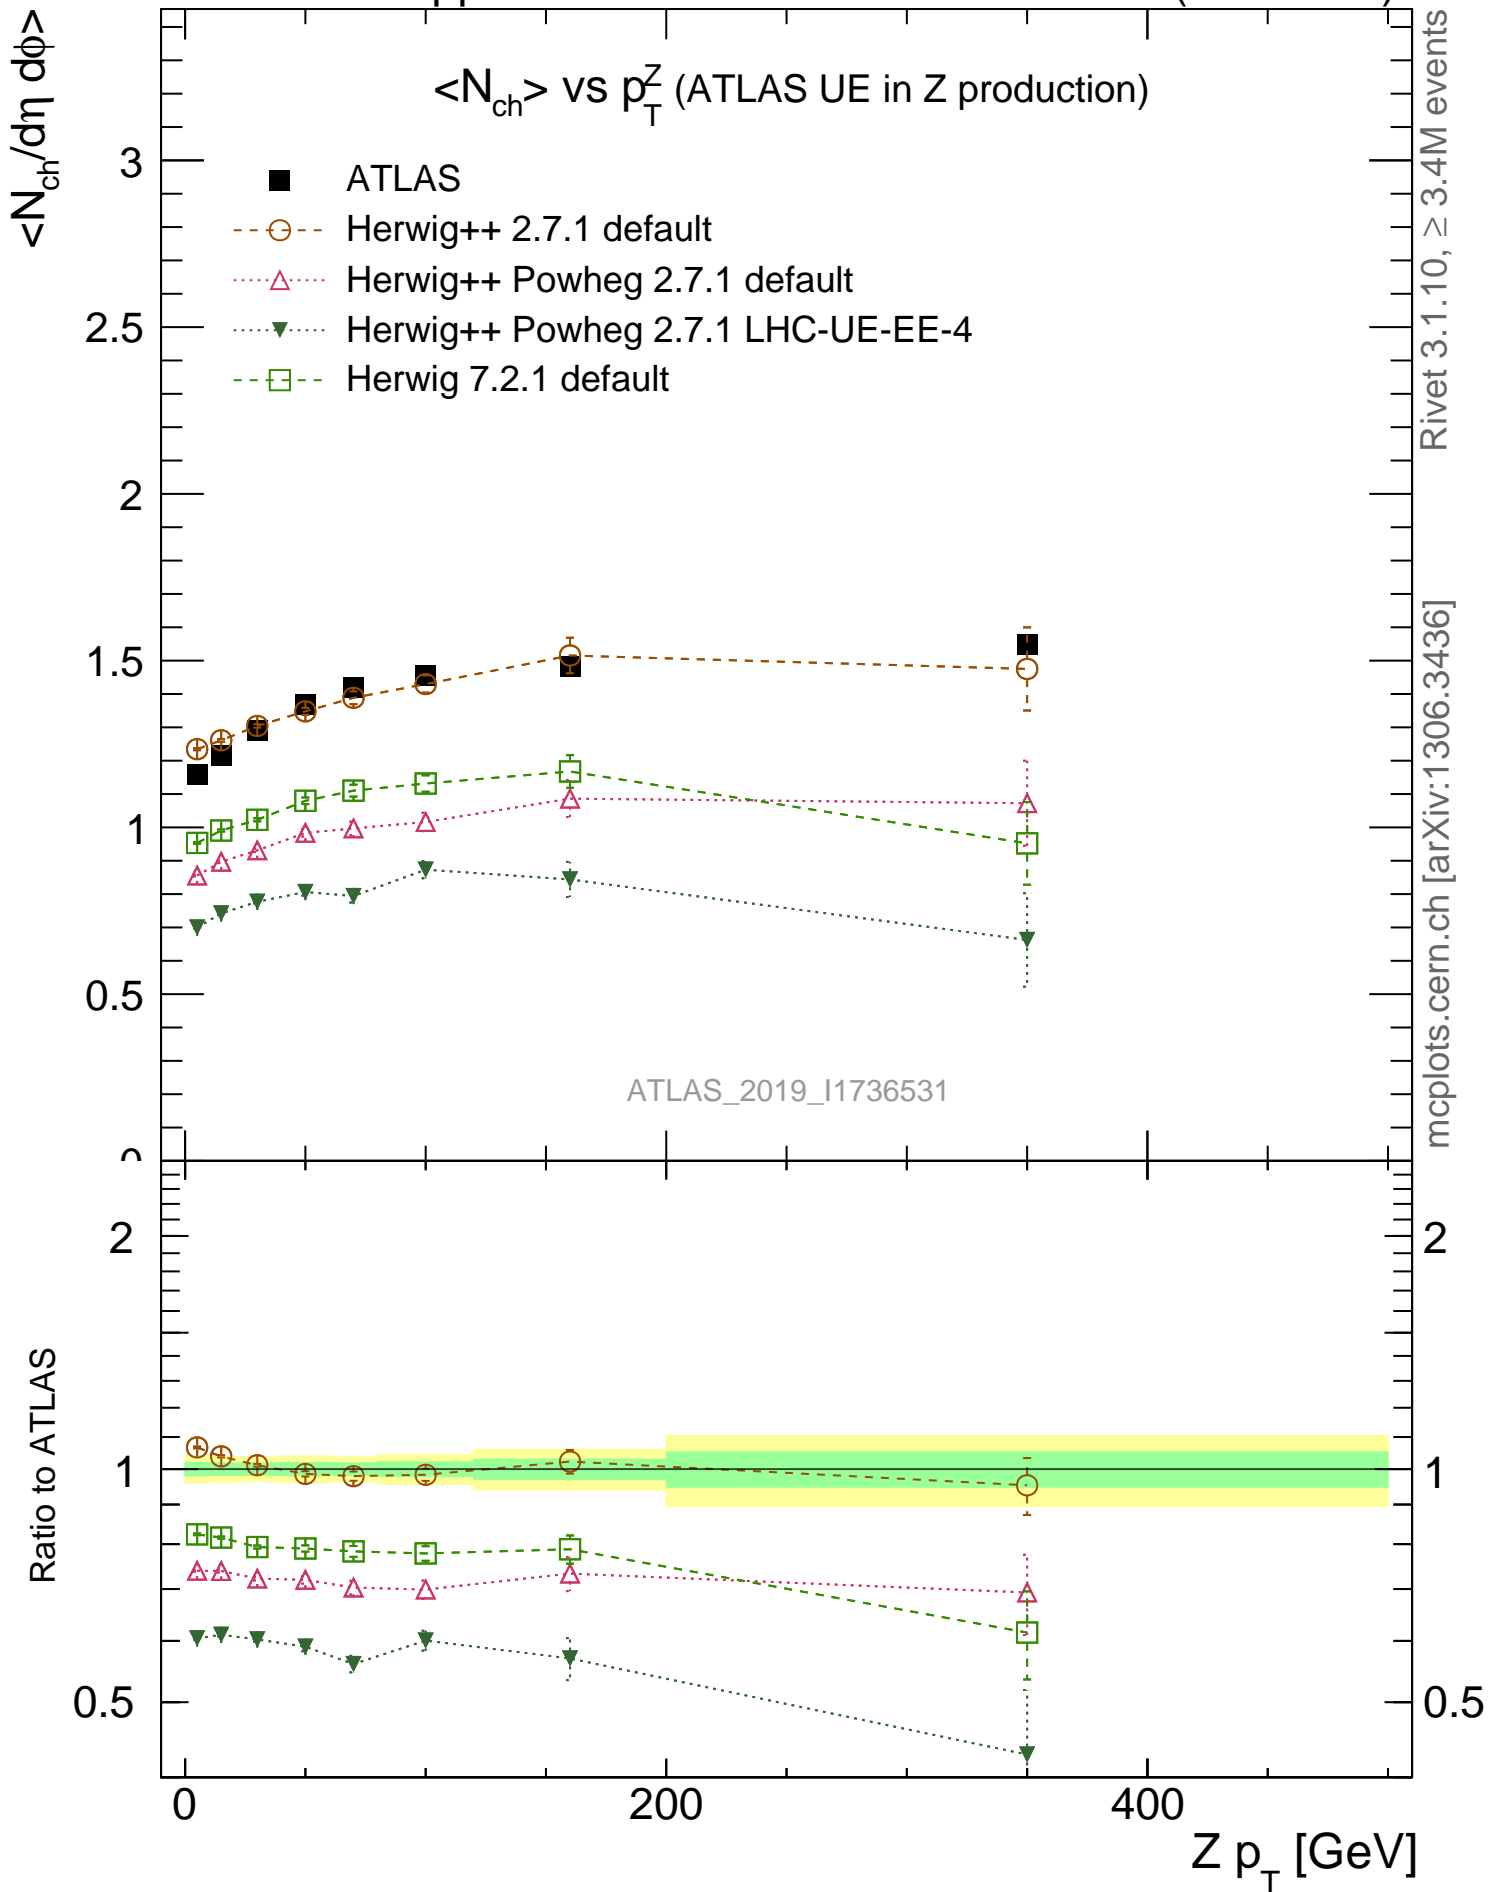 pp
<N_ch/dη dϕ>
<N_ch> vs p_T^Z (ATLAS UE in Z production)
ATLAS
Herwig++ 2.7.1 default
Herwig++ Powheg 2.7.1 default
Herwig++ Powheg 2.7.1 LHC-UE-EE-4
Herwig 7.2.1 default
3
2.5
2
1.5
1
0.5
0
ATLAS_2019_I1736531
Rivet 3.1.10, ≥ 3.4M events
mcplots.cern.ch [arXiv:1306.3436]
Ratio to ATLAS
2
1
0.5
2
1
0.5
0
200
400
Z p_T [GeV]